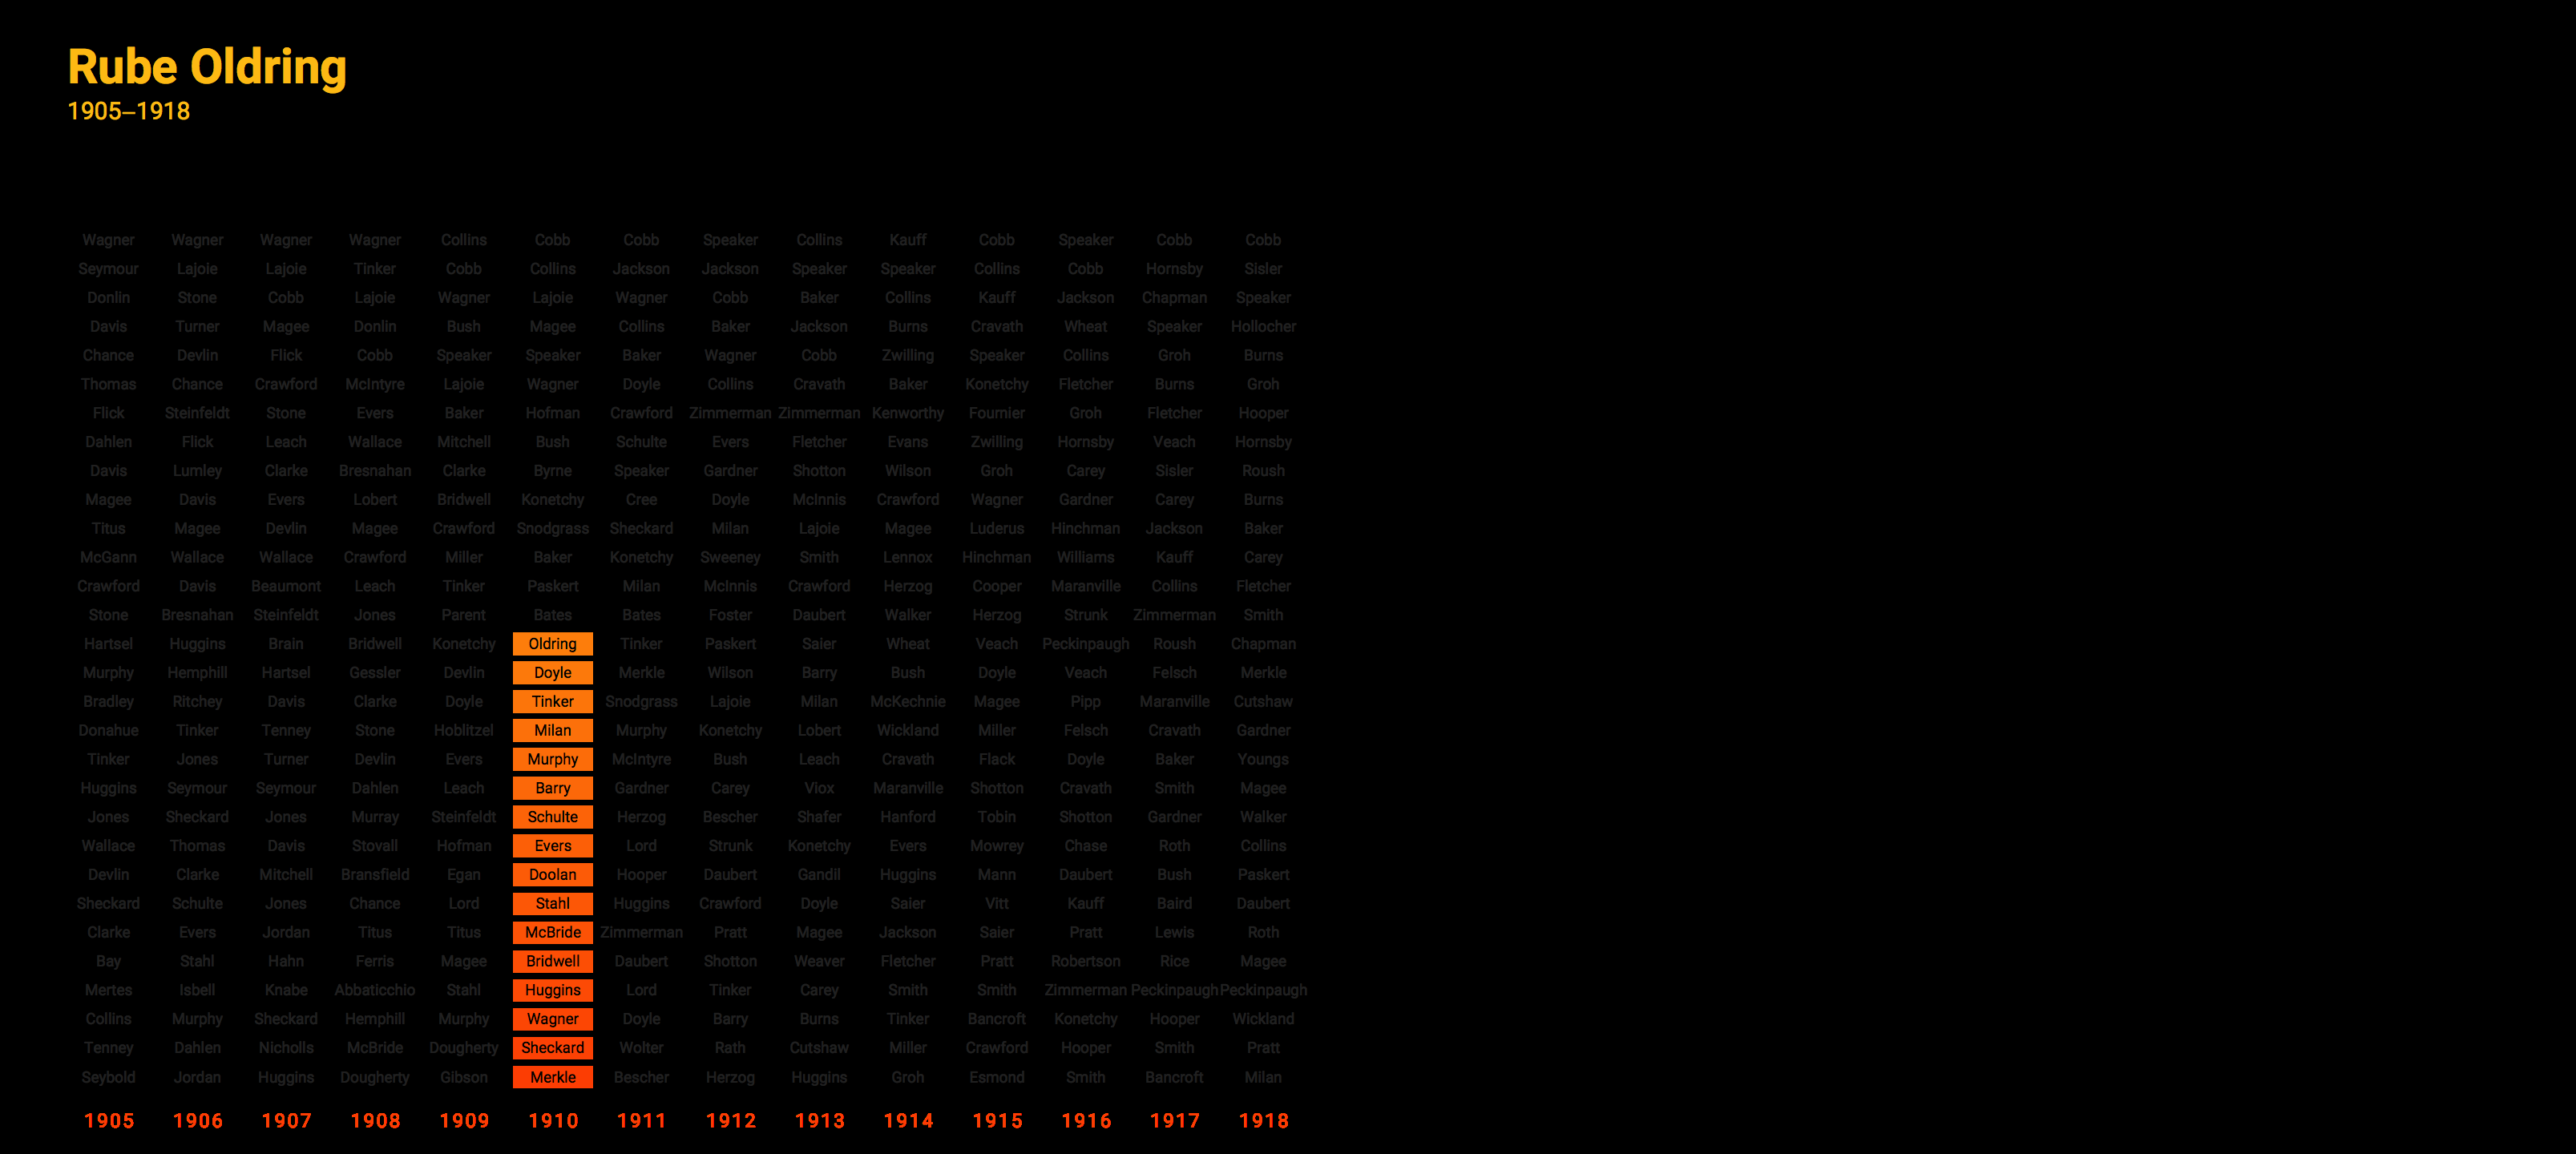 Rube Oldring
1905–1918
Wagner Wagner Wagner Wagner Collins Cobb Cobb Speaker Collins Kauff Cobb Speaker Cobb Cobb
Seymour Lajoie Lajoie Tinker Cobb Collins Jackson Jackson Speaker Speaker Collins Cobb Hornsby Sisler
Donlin Stone Cobb Lajoie Wagner Lajoie Wagner Cobb Baker Collins Kauff Jackson Chapman Speaker
Davis Turner Magee Donlin Bush Magee Collins Baker Jackson Burns Cravath Wheat Speaker Hollocher
Chance Devlin Flick Cobb Speaker Speaker Baker Wagner Cobb Zwilling Speaker Collins Groh Burns
Thomas Chance Crawford McIntyre Lajoie Wagner Doyle Collins Cravath Baker Konetchy Fletcher Burns Groh
Flick Steinfeldt Stone Evers Baker Hofman Crawford Zimmerman Zimmerman Kenworthy Fournier Groh Fletcher Hooper
Dahlen Flick Leach Wallace Mitchell Bush Schulte Evers Fletcher Evans Zwilling Hornsby Veach Hornsby
Davis Lumley Clarke Bresnahan Clarke Byrne Speaker Gardner Shotton Wilson Groh Carey Sisler Roush
Magee Davis Evers Lobert Bridwell Konetchy Cree Doyle McInnis Crawford Wagner Gardner Carey Burns
Titus Magee Devlin Magee Crawford Snodgrass Sheckard Milan Lajoie Magee Luderus Hinchman Jackson Baker
McGann Wallace Wallace Crawford Miller Baker Konetchy Sweeney Smith Lennox Hinchman Williams Kauff Carey
Crawford Davis Beaumont Leach Tinker Paskert Milan McInnis Crawford Herzog Cooper Maranville Collins Fletcher
Stone Bresnahan Steinfeldt Jones Parent Bates Bates Foster Daubert Walker Herzog Strunk Zimmerman Smith
Hartsel Huggins Brain Bridwell Konetchy Oldring Tinker Paskert Saier Wheat Veach Peckinpaugh Roush Chapman
Murphy Hemphill Hartsel Gessler Devlin Doyle Merkle Wilson Barry Bush Doyle Veach Felsch Merkle
Bradley Ritchey Davis Clarke Doyle Tinker Snodgrass Lajoie Milan McKechnie Magee Pipp Maranville Cutshaw
Donahue Tinker Tenney Stone Hoblitzel Milan Murphy Konetchy Lobert Wickland Miller Felsch Cravath Gardner
Tinker Jones Turner Devlin Evers Murphy McIntyre Bush Leach Cravath Flack Doyle Baker Youngs
Huggins Seymour Seymour Dahlen Leach Barry Gardner Carey Viox Maranville Shotton Cravath Smith Magee
Jones Sheckard Jones Murray Steinfeldt Schulte Herzog Bescher Shafer Hanford Tobin Shotton Gardner Walker
Wallace Thomas Davis Stovall Hofman Evers Lord Strunk Konetchy Evers Mowrey Chase Roth Collins
Devlin Clarke Mitchell Bransfield Egan Doolan Hooper Daubert Gandil Huggins Mann Daubert Bush Paskert
Sheckard Schulte Jones Chance Lord Stahl Huggins Crawford Doyle Saier Vitt Kauff Baird Daubert
Clarke Evers Jordan Titus Titus McBride Zimmerman Pratt Magee Jackson Saier Pratt Lewis Roth
Bay Stahl Hahn Ferris Magee Bridwell Daubert Shotton Weaver Fletcher Pratt Robertson Rice Magee
Mertes Isbell Knabe Abbaticchio Stahl Huggins Lord Tinker Carey Smith Smith Zimmerman Peckinpaugh Peckinpaugh
Collins Murphy Sheckard Hemphill Murphy Wagner Doyle Barry Burns Tinker Bancroft Konetchy Hooper Wickland
Tenney Dahlen Nicholls McBride Dougherty Sheckard Wolter Rath Cutshaw Miller Crawford Hooper Smith Pratt
Seybold Jordan Huggins Dougherty Gibson Merkle Bescher Herzog Huggins Groh Esmond Smith Bancroft Milan
1905 1906 1907 1908 1909 1910 1911 1912 1913 1914 1915 1916 1917 1918